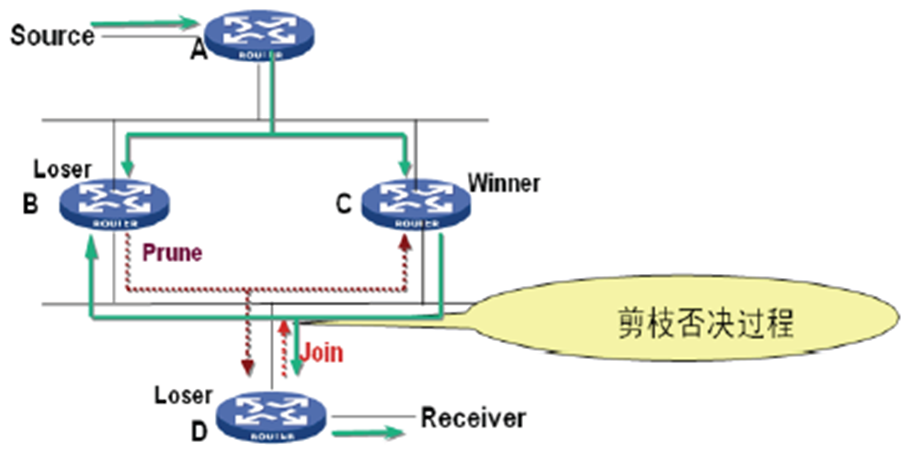 Source
A
ROUTER
Loser
B
ROUTER
Winner
C
ROUTER
Prune
剪枝否决过程
Join
Loser
D
ROUTER
Receiver